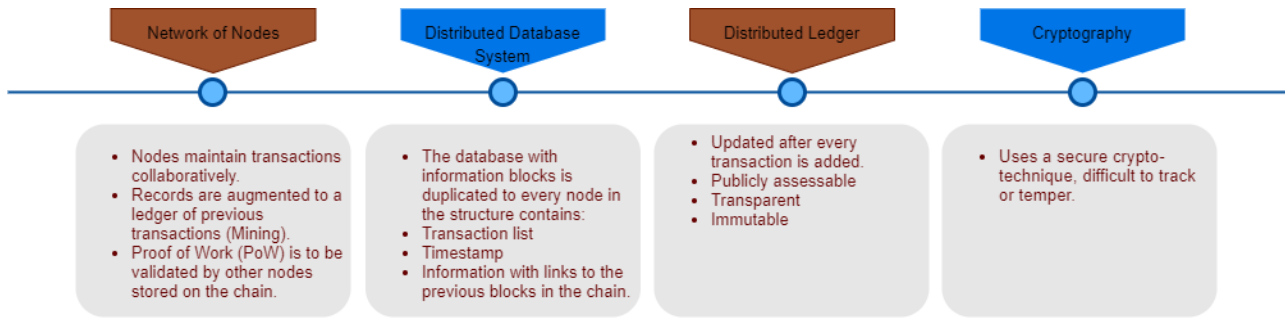 Network of Nodes
Distributed Database
System
Distributed Ledger
Cryptography
• Nodes maintain transactions
collaboratively.
• Records are augmented to a
ledger of previous
transactions (Mining).
• Proof of Work (PoW) is to be
validated by other nodes
stored on the chain.
• The database with
information blocks is
duplicated to every node in
the structure contains:
• Transaction list
• Timestamp
• Information with links to the
previous blocks in the chain.
• Updated after every
transaction is added.
• Publicly assessable
• Transparent
• Immutable
• Uses a secure crypto-
technique, difficult to track
or temper.